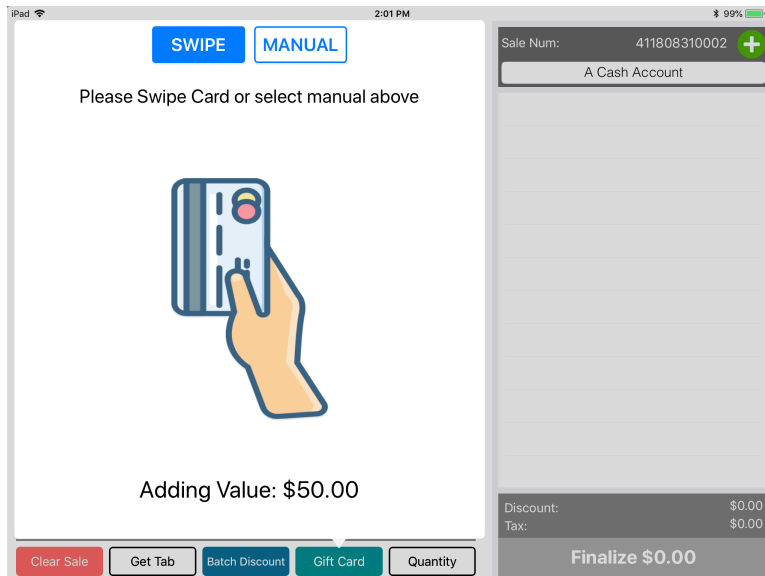 iPad 2:01 PM 99%
SWIPE MANUAL
Please Swipe Card or select manual above
Adding Value: $50.00
Sale Num: 411808310002
A Cash Account
Discount: $0.00
Tax: $0.00
Finalize $0.00
Clear Sale Get Tab Batch Discount Gift Card Quantity